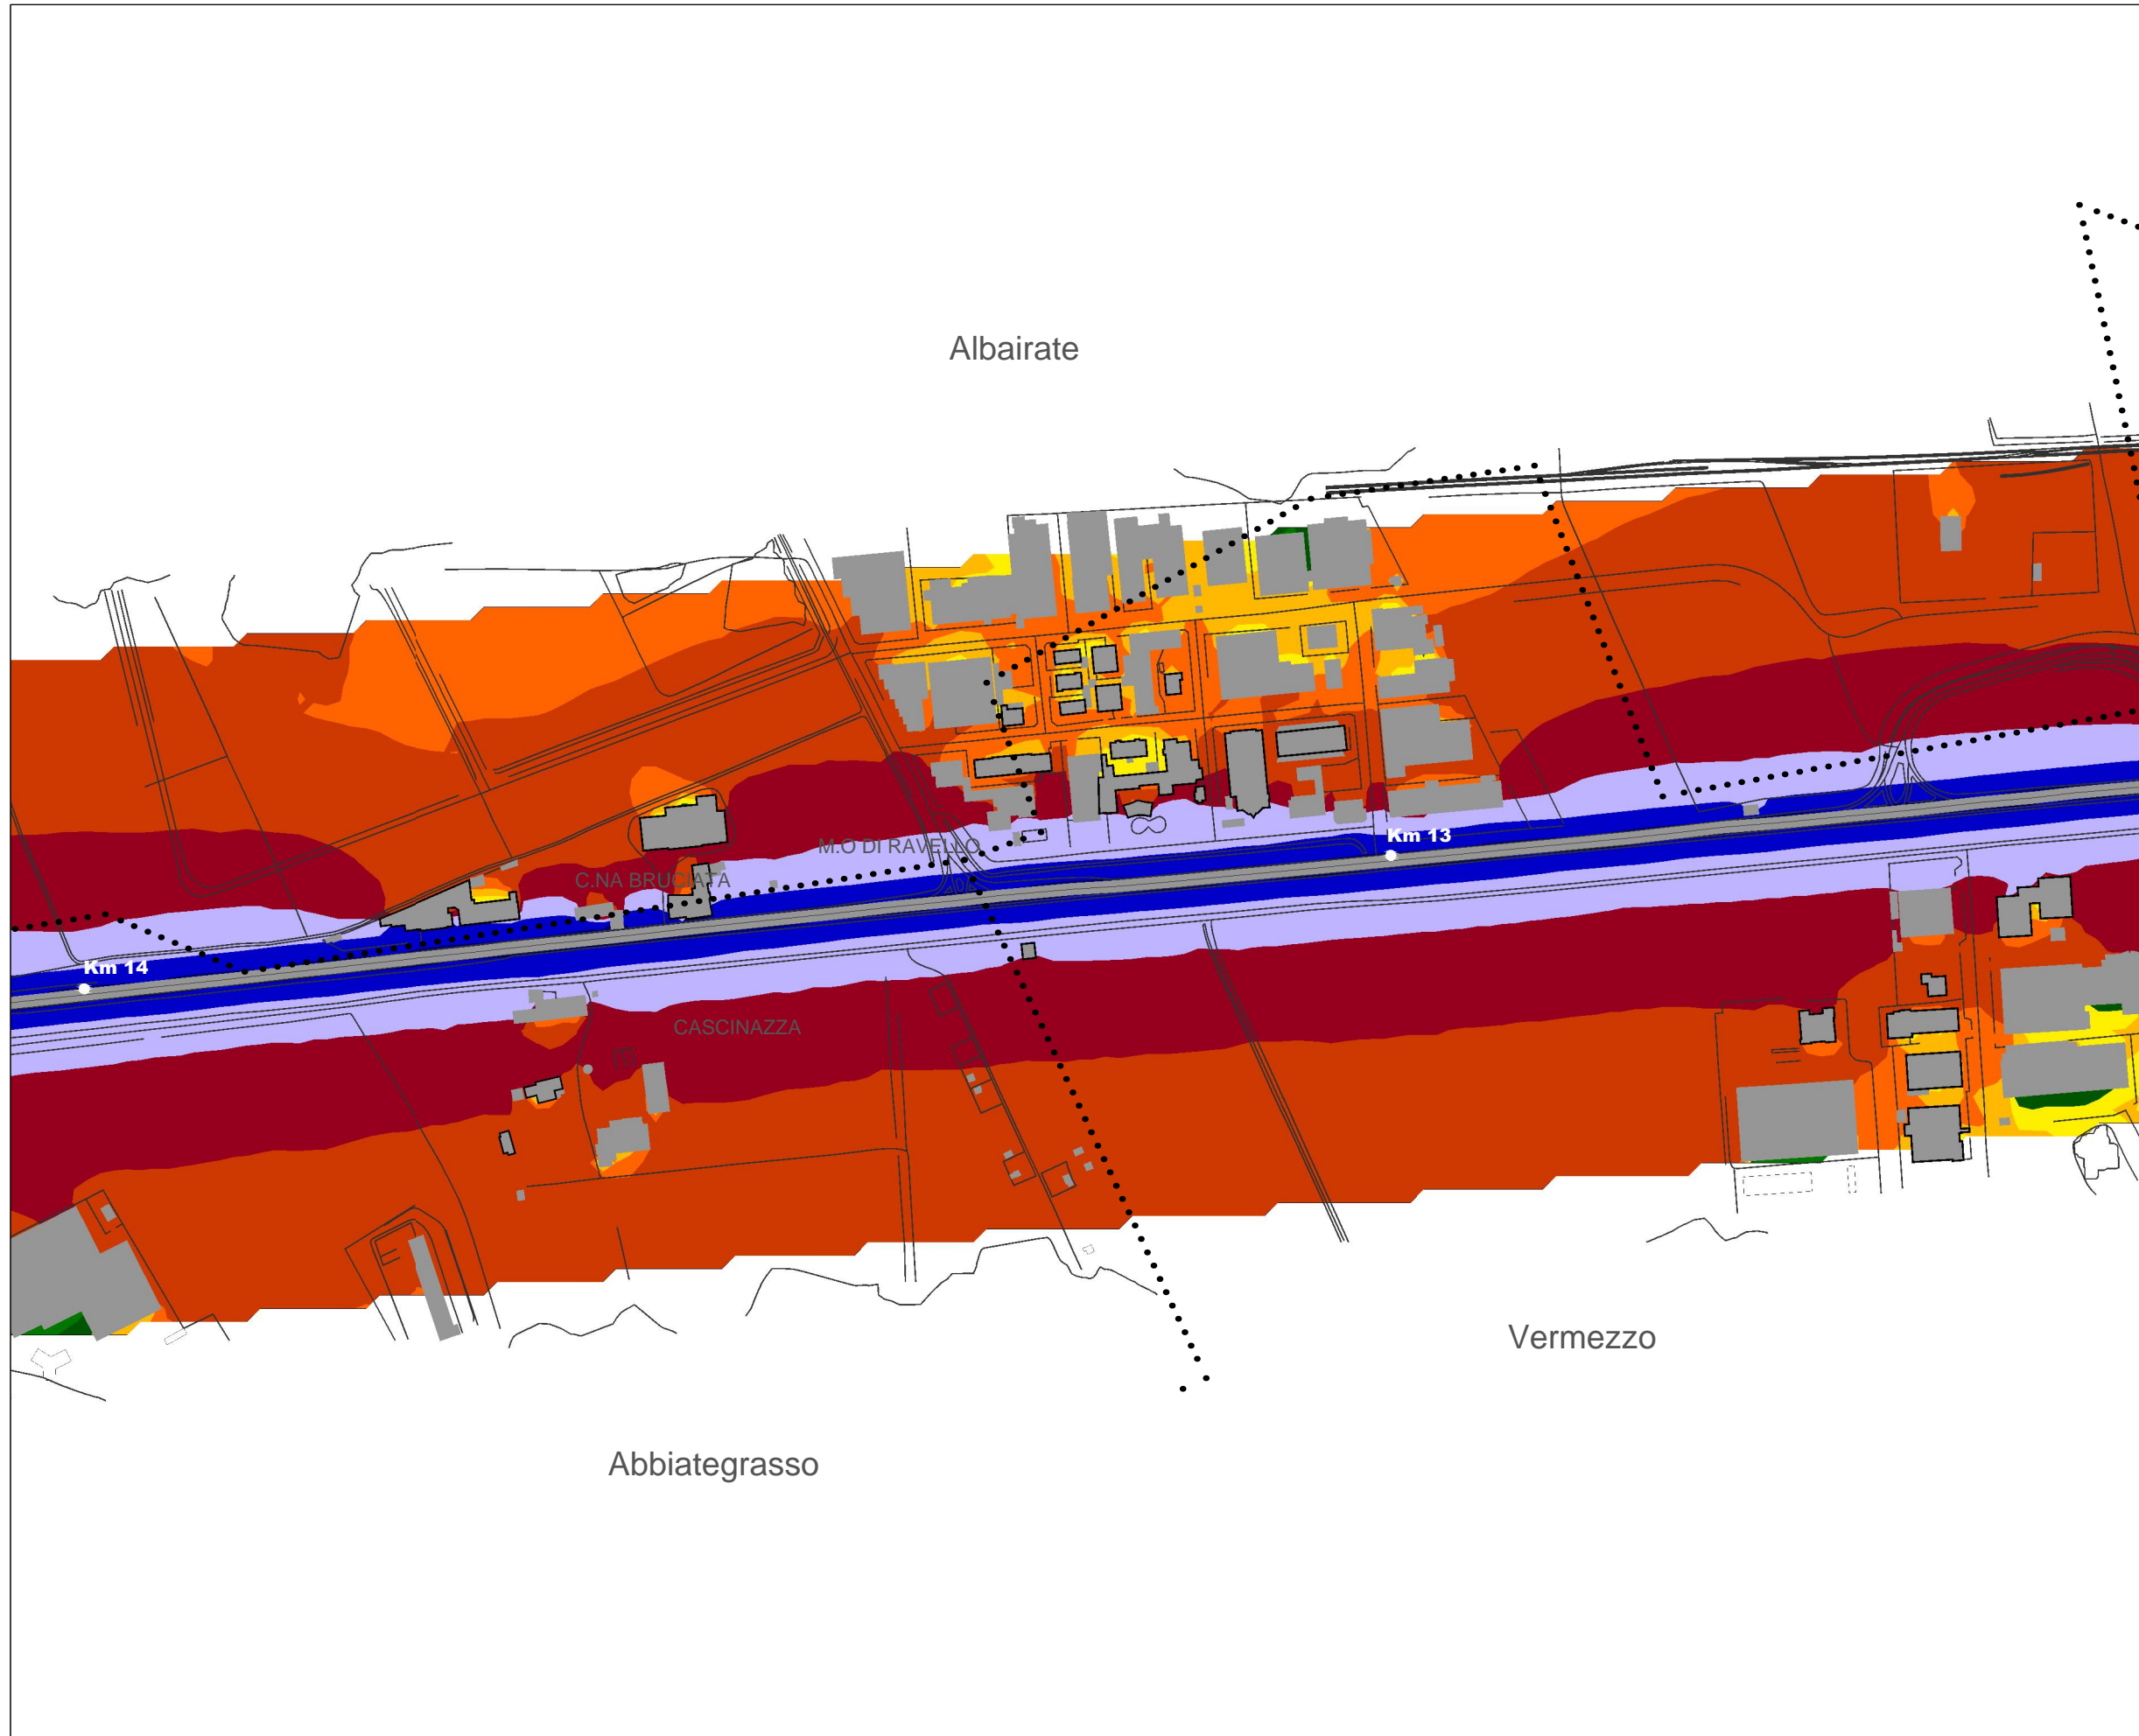 Albairate
Km 13
M.O DI RAVELLO
C.NA BRUCIATA
Km 14
CASCINAZZA
Vermezzo
Abbiategrasso